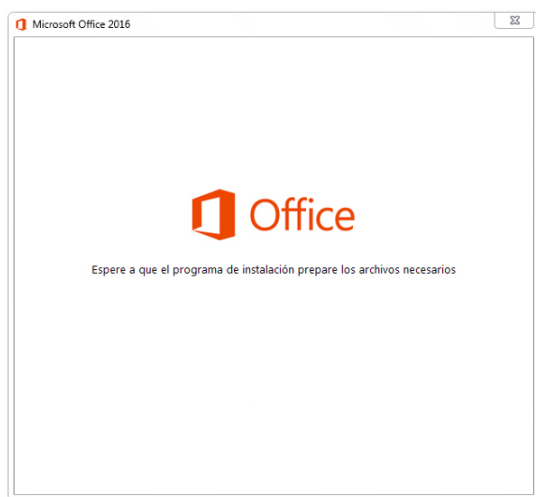 Microsoft Office 2016
Office
Espere a que el programa de instalación prepare los archivos necesarios